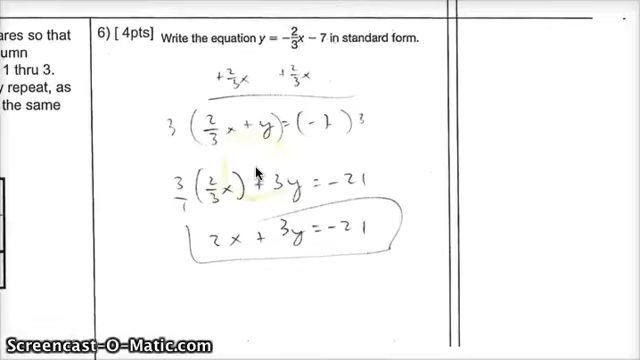 ares so that
umn
1 thru 3.
y repeat, as
the same
6) [ 4pts] Write the equation y = -2/3x - 7 in standard form.
+2/3x +2/3x
3 (2/3x + y) = (-7) 3
3/1 (2/3x) + 3y = -21
2x + 3y = -21
Screencast-O-Matic.com